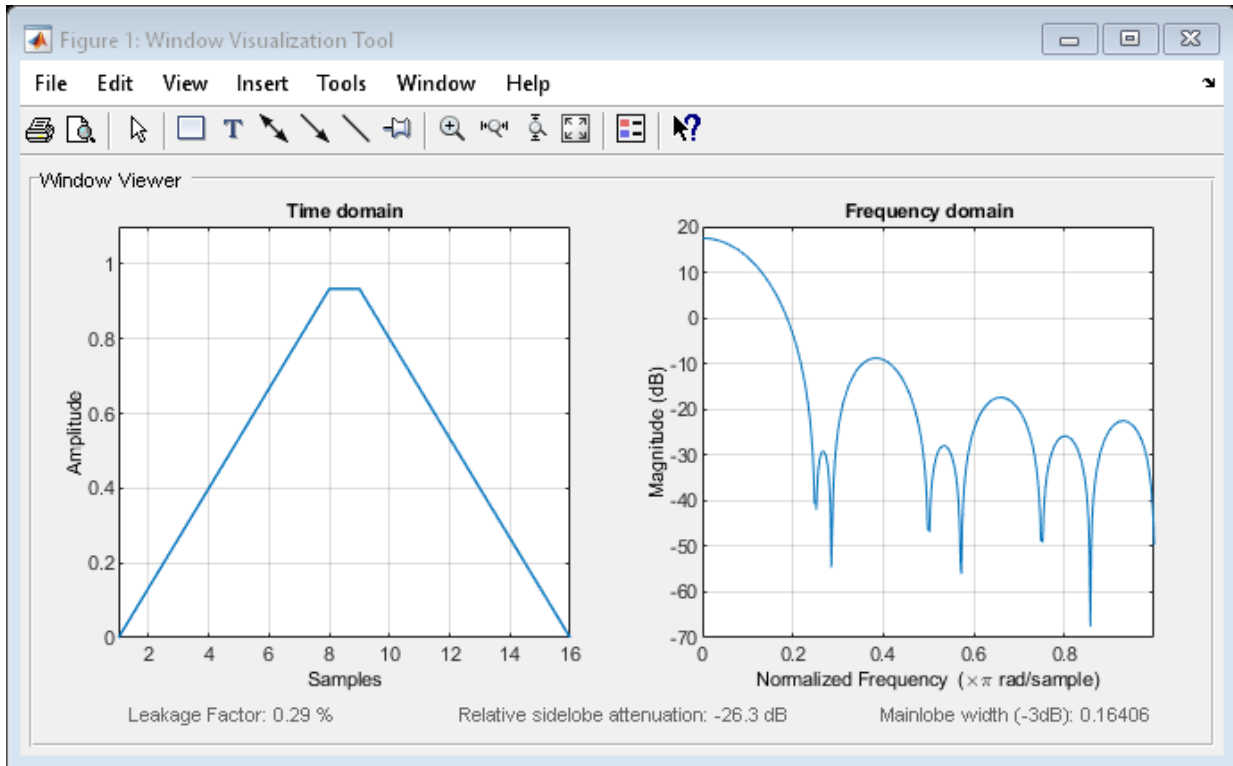 Figure 1: Window Visualization Tool
File Edit View Insert Tools Window Help
Window Viewer
Time domain
1
0.8
0.6
0.4
0.2
0
Amplitude
2 4 6 8 10 12 14 16
Samples
Frequency domain
20
10
0
-10
-20
-30
-40
-50
-60
-70
Magnitude (dB)
0 0.2 0.4 0.6 0.8
Normalized Frequency (×π rad/sample)
Leakage Factor: 0.29 % Relative sidelobe attenuation: -26.3 dB Mainlobe width (-3dB): 0.16406